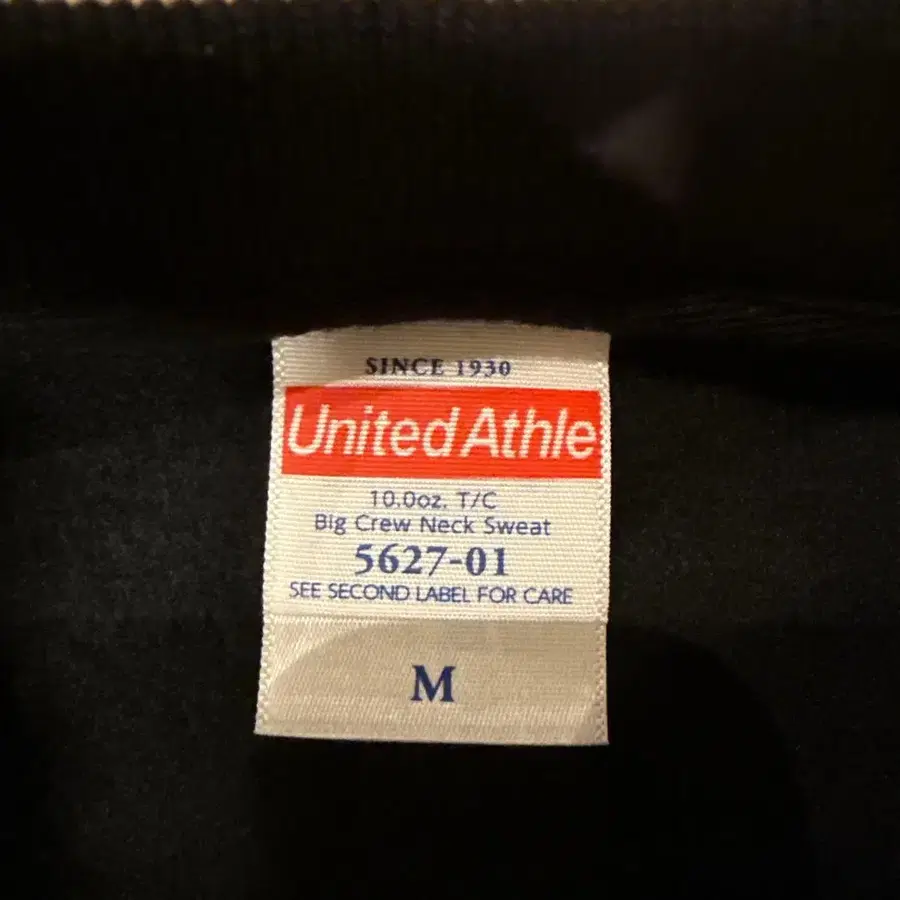 SINCE 1930
United Athle
10.0oz. T/C
Big Crew Neck Sweat
5627-01
SEE SECOND LABEL FOR CARE
M